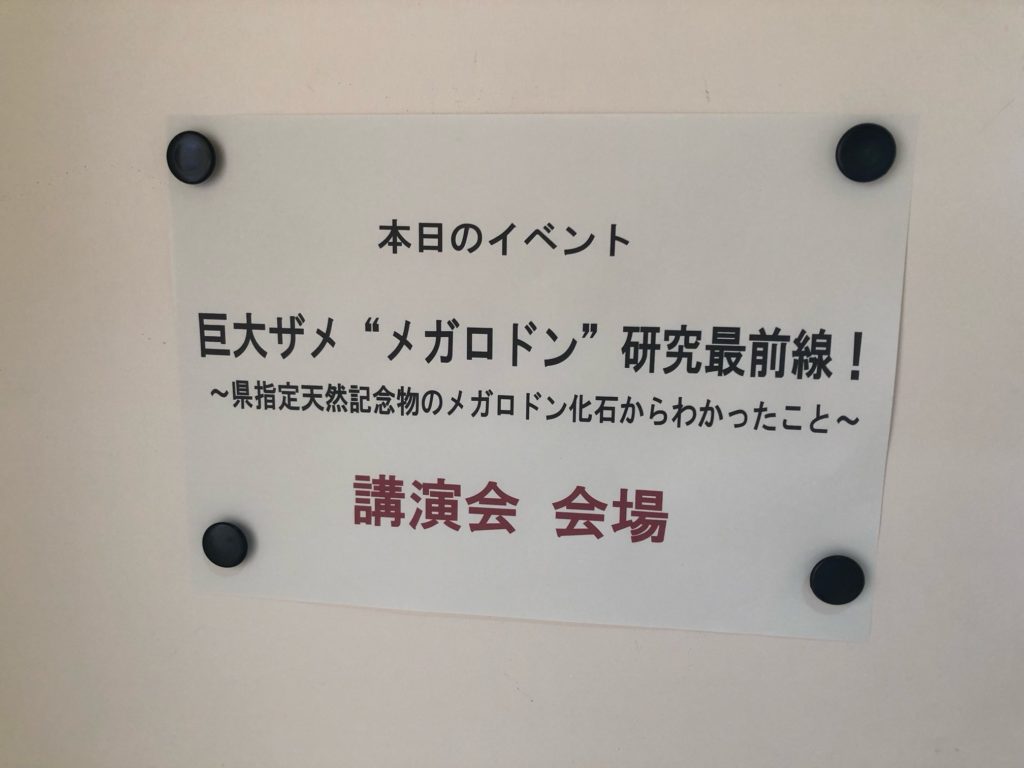 本日のイベント
巨大ザメ“メガロドン”研究最前線！
～県指定天然記念物のメガロドン化石からわかったこと～
講演会 会場